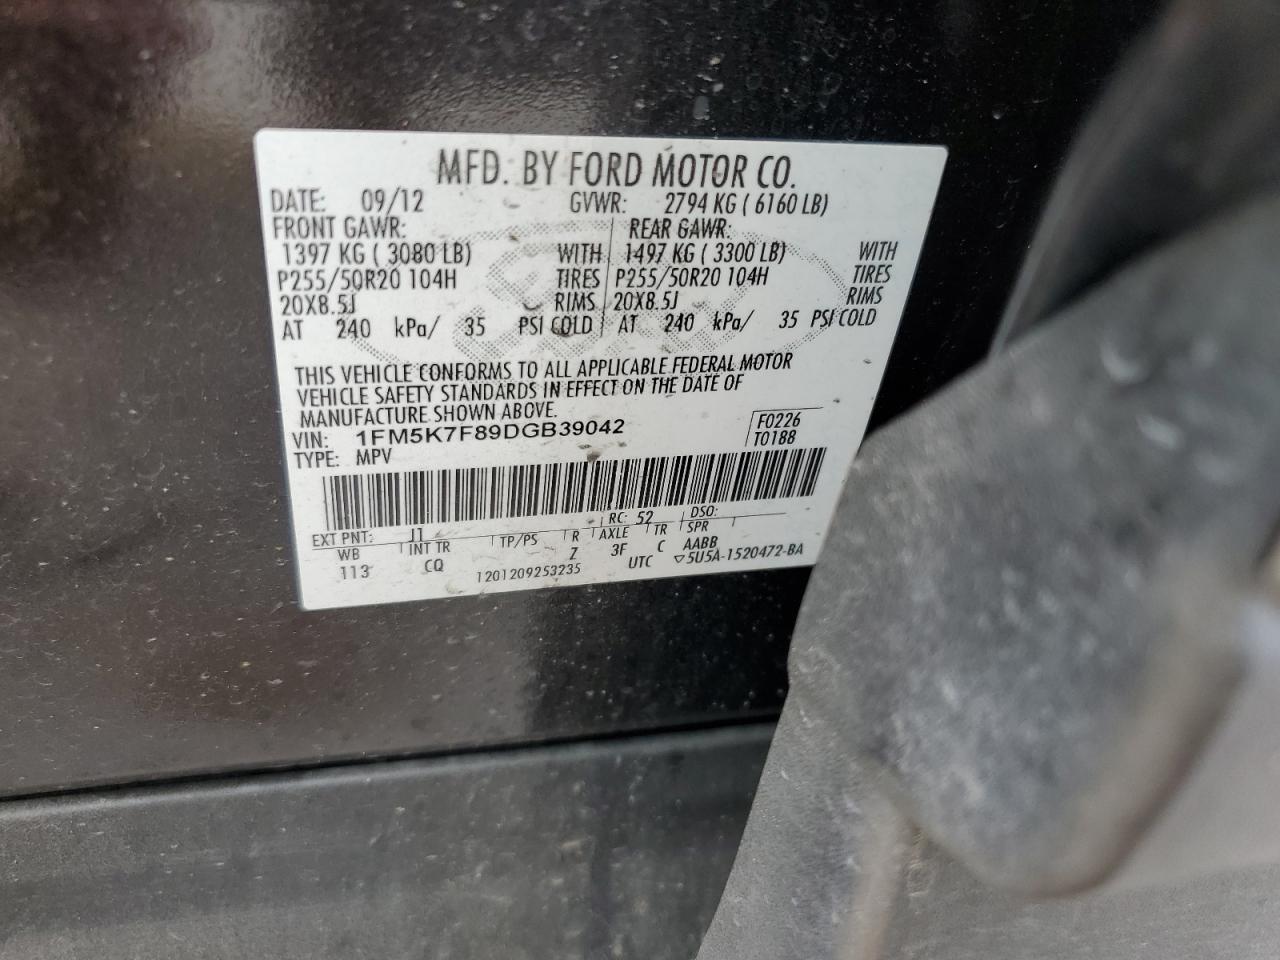 MFD. BY FORD MOTOR CO.
DATE: 09/12 GVWR: 2794 KG ( 6160 LB)
FRONT GAWR: REAR GAWR:
1397 KG ( 3080 LB) WITH 1497 KG ( 3300 LB) WITH
P255/50R20 104H TIRES P255/50R20 104H TIRES
20X8.5J RIMS 20X8.5J RIMS
AT 240 kPa/ 35 PSI COLD AT 240 kPa/ 35 PSI COLD
THIS VEHICLE CONFORMS TO ALL APPLICABLE FEDERAL MOTOR
VEHICLE SAFETY STANDARDS IN EFFECT ON THE DATE OF
MANUFACTURE SHOWN ABOVE.
VIN: 1FM5K7F89DGB39042 F0226
TYPE: MPV T0188
EXT PNT: J1 RC: 52 DSO:
WB INT TR TP/PS R AXLE TR SPR
113 CQ Z 3F C AABB
1201209253235 UTC ▽5U5A-1520472-BA